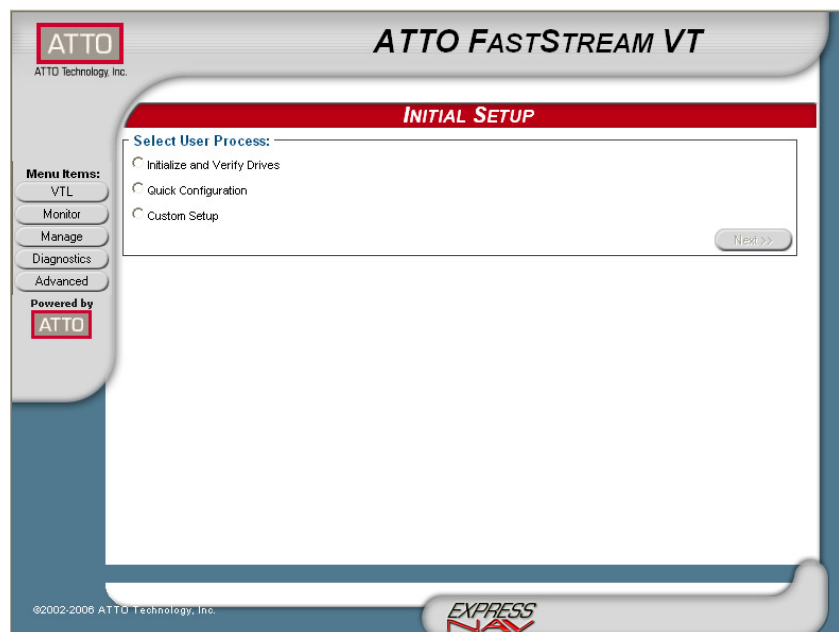 ATTO
ATTO Technology, Inc.
ATTO FASTSTREAM VT
INITIAL SETUP
Select User Process:
Initialize and Verify Drives
Quick Configuration
Custom Setup
Next >>
Menu Items:
VTL
Monitor
Manage
Diagnostics
Advanced
Powered by
ATTO
©2002-2006 ATTO Technology, Inc.
EXPRESS
NAV